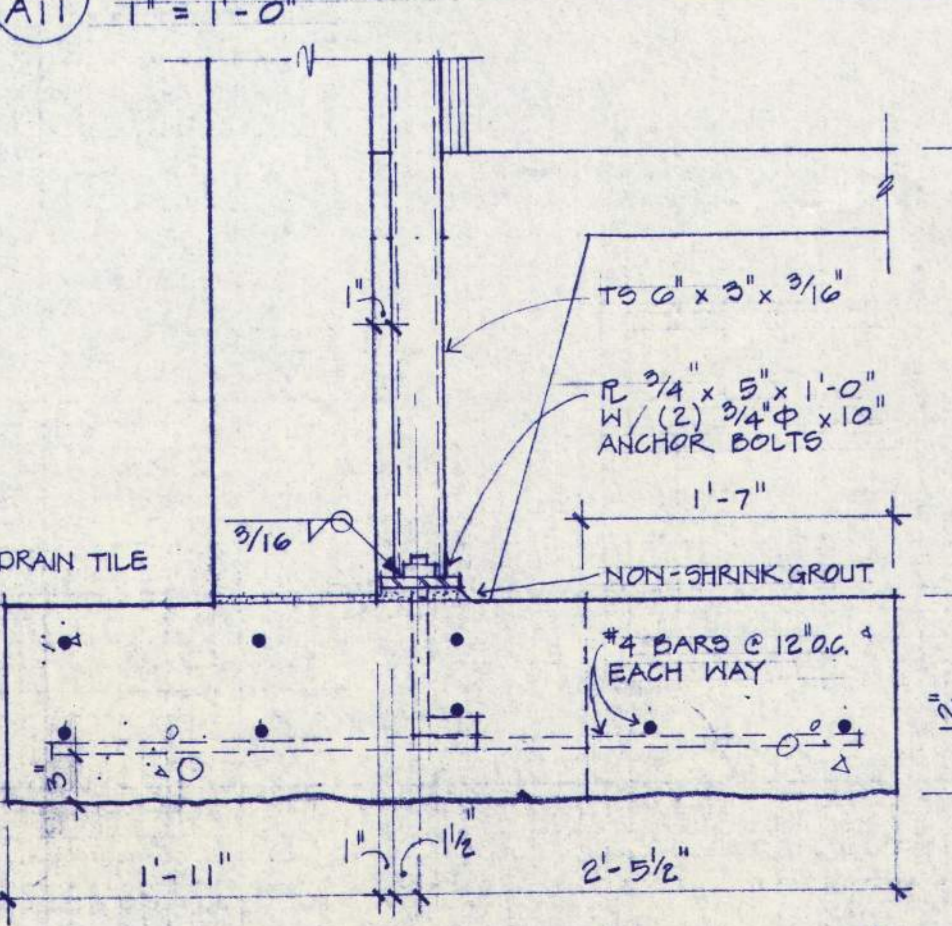 A11
1" = 1'-0"
1"
TS 6" x 3" x 3/16"
PL 3/4" x 5" x 1'-0"
W/ (2) 3/4" Φ x 10"
ANCHOR BOLTS
1'-7"
3/16
DRAIN TILE
NON-SHRINK GROUT
#4 BARS @ 12" O.C.
EACH WAY
2"
3"
1'-11"
1"
1 1/2"
2'-5 1/2"